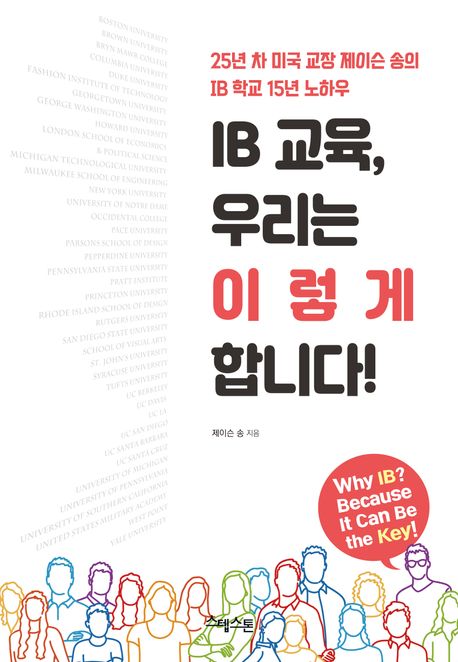 BOSTON UNIVERSITY
BROWN UNIVERSITY
BRYN MAWR COLLEGE
COLUMBIA UNIVERSITY
DUKE UNIVERSITY
FASHION INSTITUTE OF TECHNOLOGY
GEORGETOWN UNIVERSITY
GEORGE WASHINGTON UNIVERSITY
HOWARD UNIVERSITY
LONDON SCHOOL OF ECONOMICS
& POLITICAL SCIENCE
MICHIGAN TECHNOLOGICAL UNIVERSITY
MILWAUKEE SCHOOL OF ENGINEERING
NEW YORK UNIVERSITY
UNIVERSITY OF NOTRE DAME
OCCIDENTAL COLLEGE
PACE UNIVERSITY
PARSONS SCHOOL OF DESIGN
PEPPERDINE UNIVERSITY
PENNSYLVANIA STATE UNIVERSITY
PRATT INSTITUTE
PRINCETON UNIVERSITY
RHODE ISLAND SCHOOL OF DESIGN
RUTGERS UNIVERSITY
SAN DIEGO STATE UNIVERSITY
SCHOOL OF VISUAL ARTS
ST. JOHN'S UNIVERSITY
SYRACUSE UNIVERSITY
TUFTS UNIVERSITY
UC BERKELEY
UC DAVIS
UC LA
UC SAN DIEGO
UC SANTA BARBARA
UC SANTA CRUZ
UNIVERSITY OF MICHIGAN
UNIVERSITY OF PENNSYLVANIA
UNIVERSITY OF SOUTHERN CALIFORNIA
UNITED STATES MILITARY ACADEMY
WEST POINT
YALE UNIVERSITY
25년 차 미국 교장 제이슨 송의
IB 학교 15년 노하우
IB 교육,
우리는
이렇게
합니다!
제이슨 송 지음
Why IB?
Because
It Can Be
the Key!
스테스톤